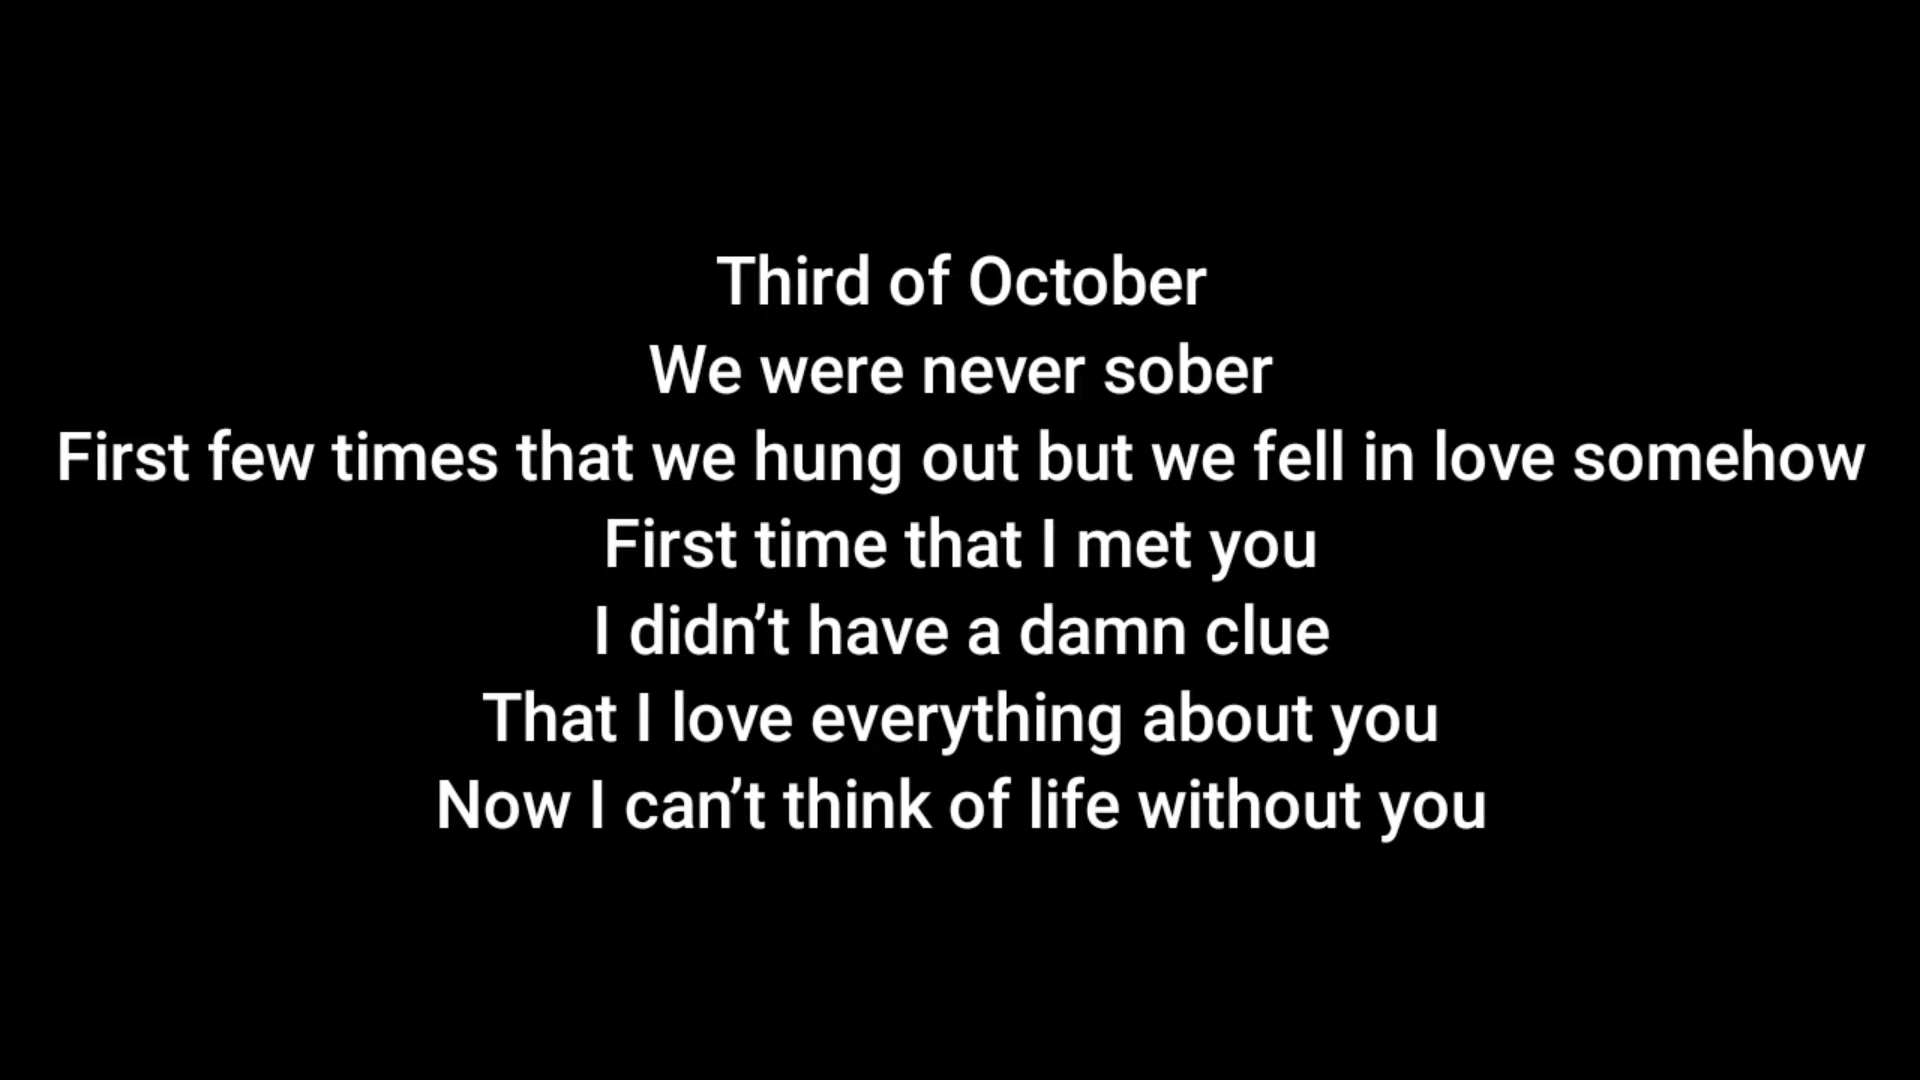 Third of October
We were never sober
First few times that we hung out but we fell in love somehow
First time that I met you
I didn’t have a damn clue
That I love everything about you
Now I can’t think of life without you